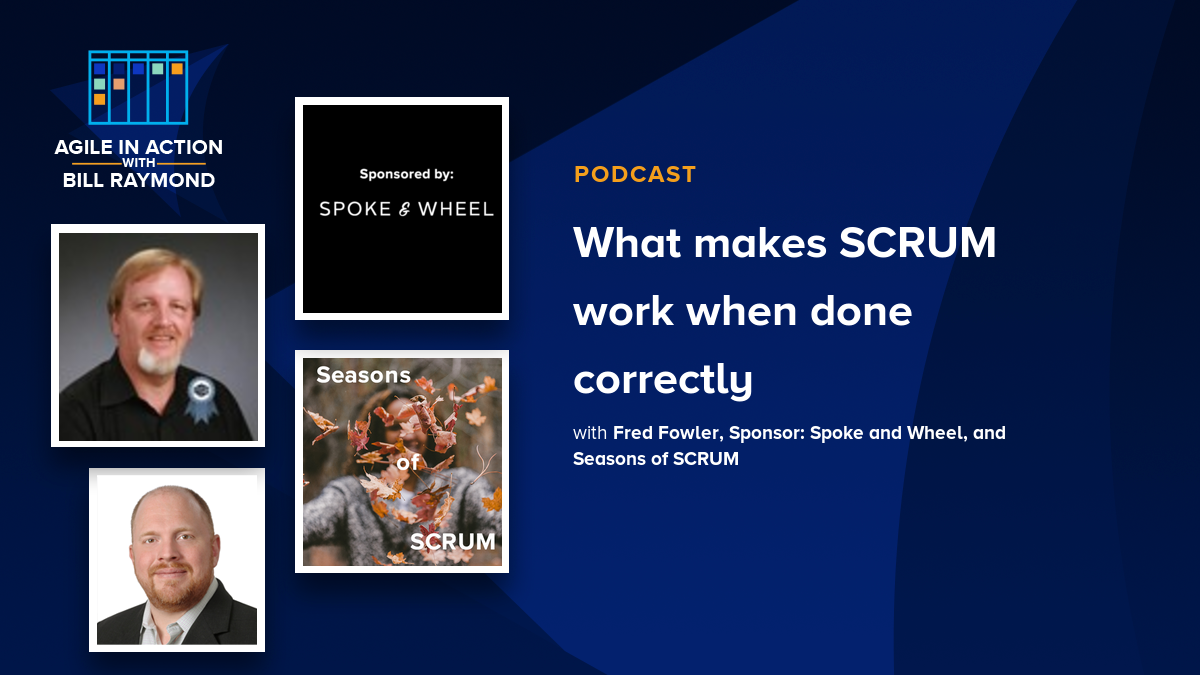 AGILE IN ACTION
WITH
BILL RAYMOND
Sponsored by:
SPOKE & WHEEL
Seasons
of
SCRUM
PODCAST
What makes SCRUM
work when done
correctly
with Fred Fowler, Sponsor: Spoke and Wheel, and
Seasons of SCRUM